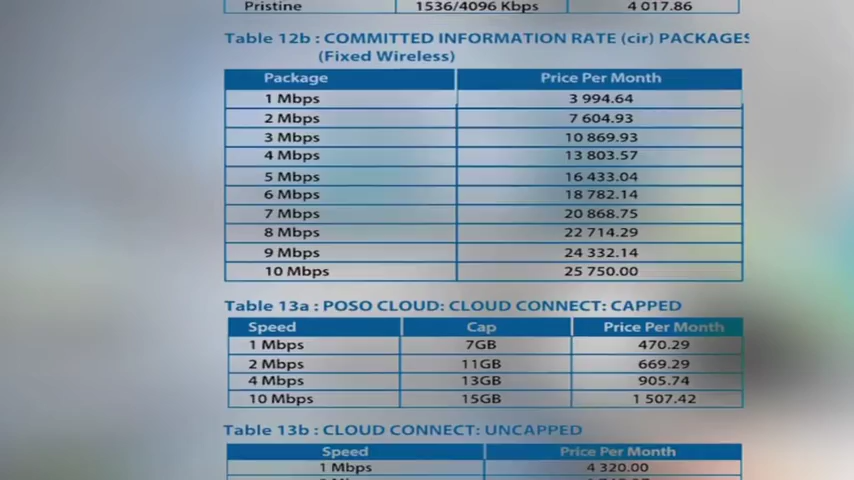 Pristine 1536/4096 Kbps 4 017.86
Table 12b : COMMITTED INFORMATION RATE (cir) PACKAGES
(Fixed Wireless)
Package Price Per Month
1 Mbps 3 994.64
2 Mbps 7 604.93
3 Mbps 10 869.93
4 Mbps 13 803.57
5 Mbps 16 433.04
6 Mbps 18 782.14
7 Mbps 20 868.75
8 Mbps 22 714.29
9 Mbps 24 332.14
10 Mbps 25 750.00
Table 13a : POSO CLOUD: CLOUD CONNECT: CAPPED
Speed Cap Price Per Month
1 Mbps 7GB 470.29
2 Mbps 11GB 669.29
4 Mbps 13GB 905.74
10 Mbps 15GB 1 507.42
Table 13b : CLOUD CONNECT: UNCAPPED
Speed Price Per Month
1 Mbps 4 320.00